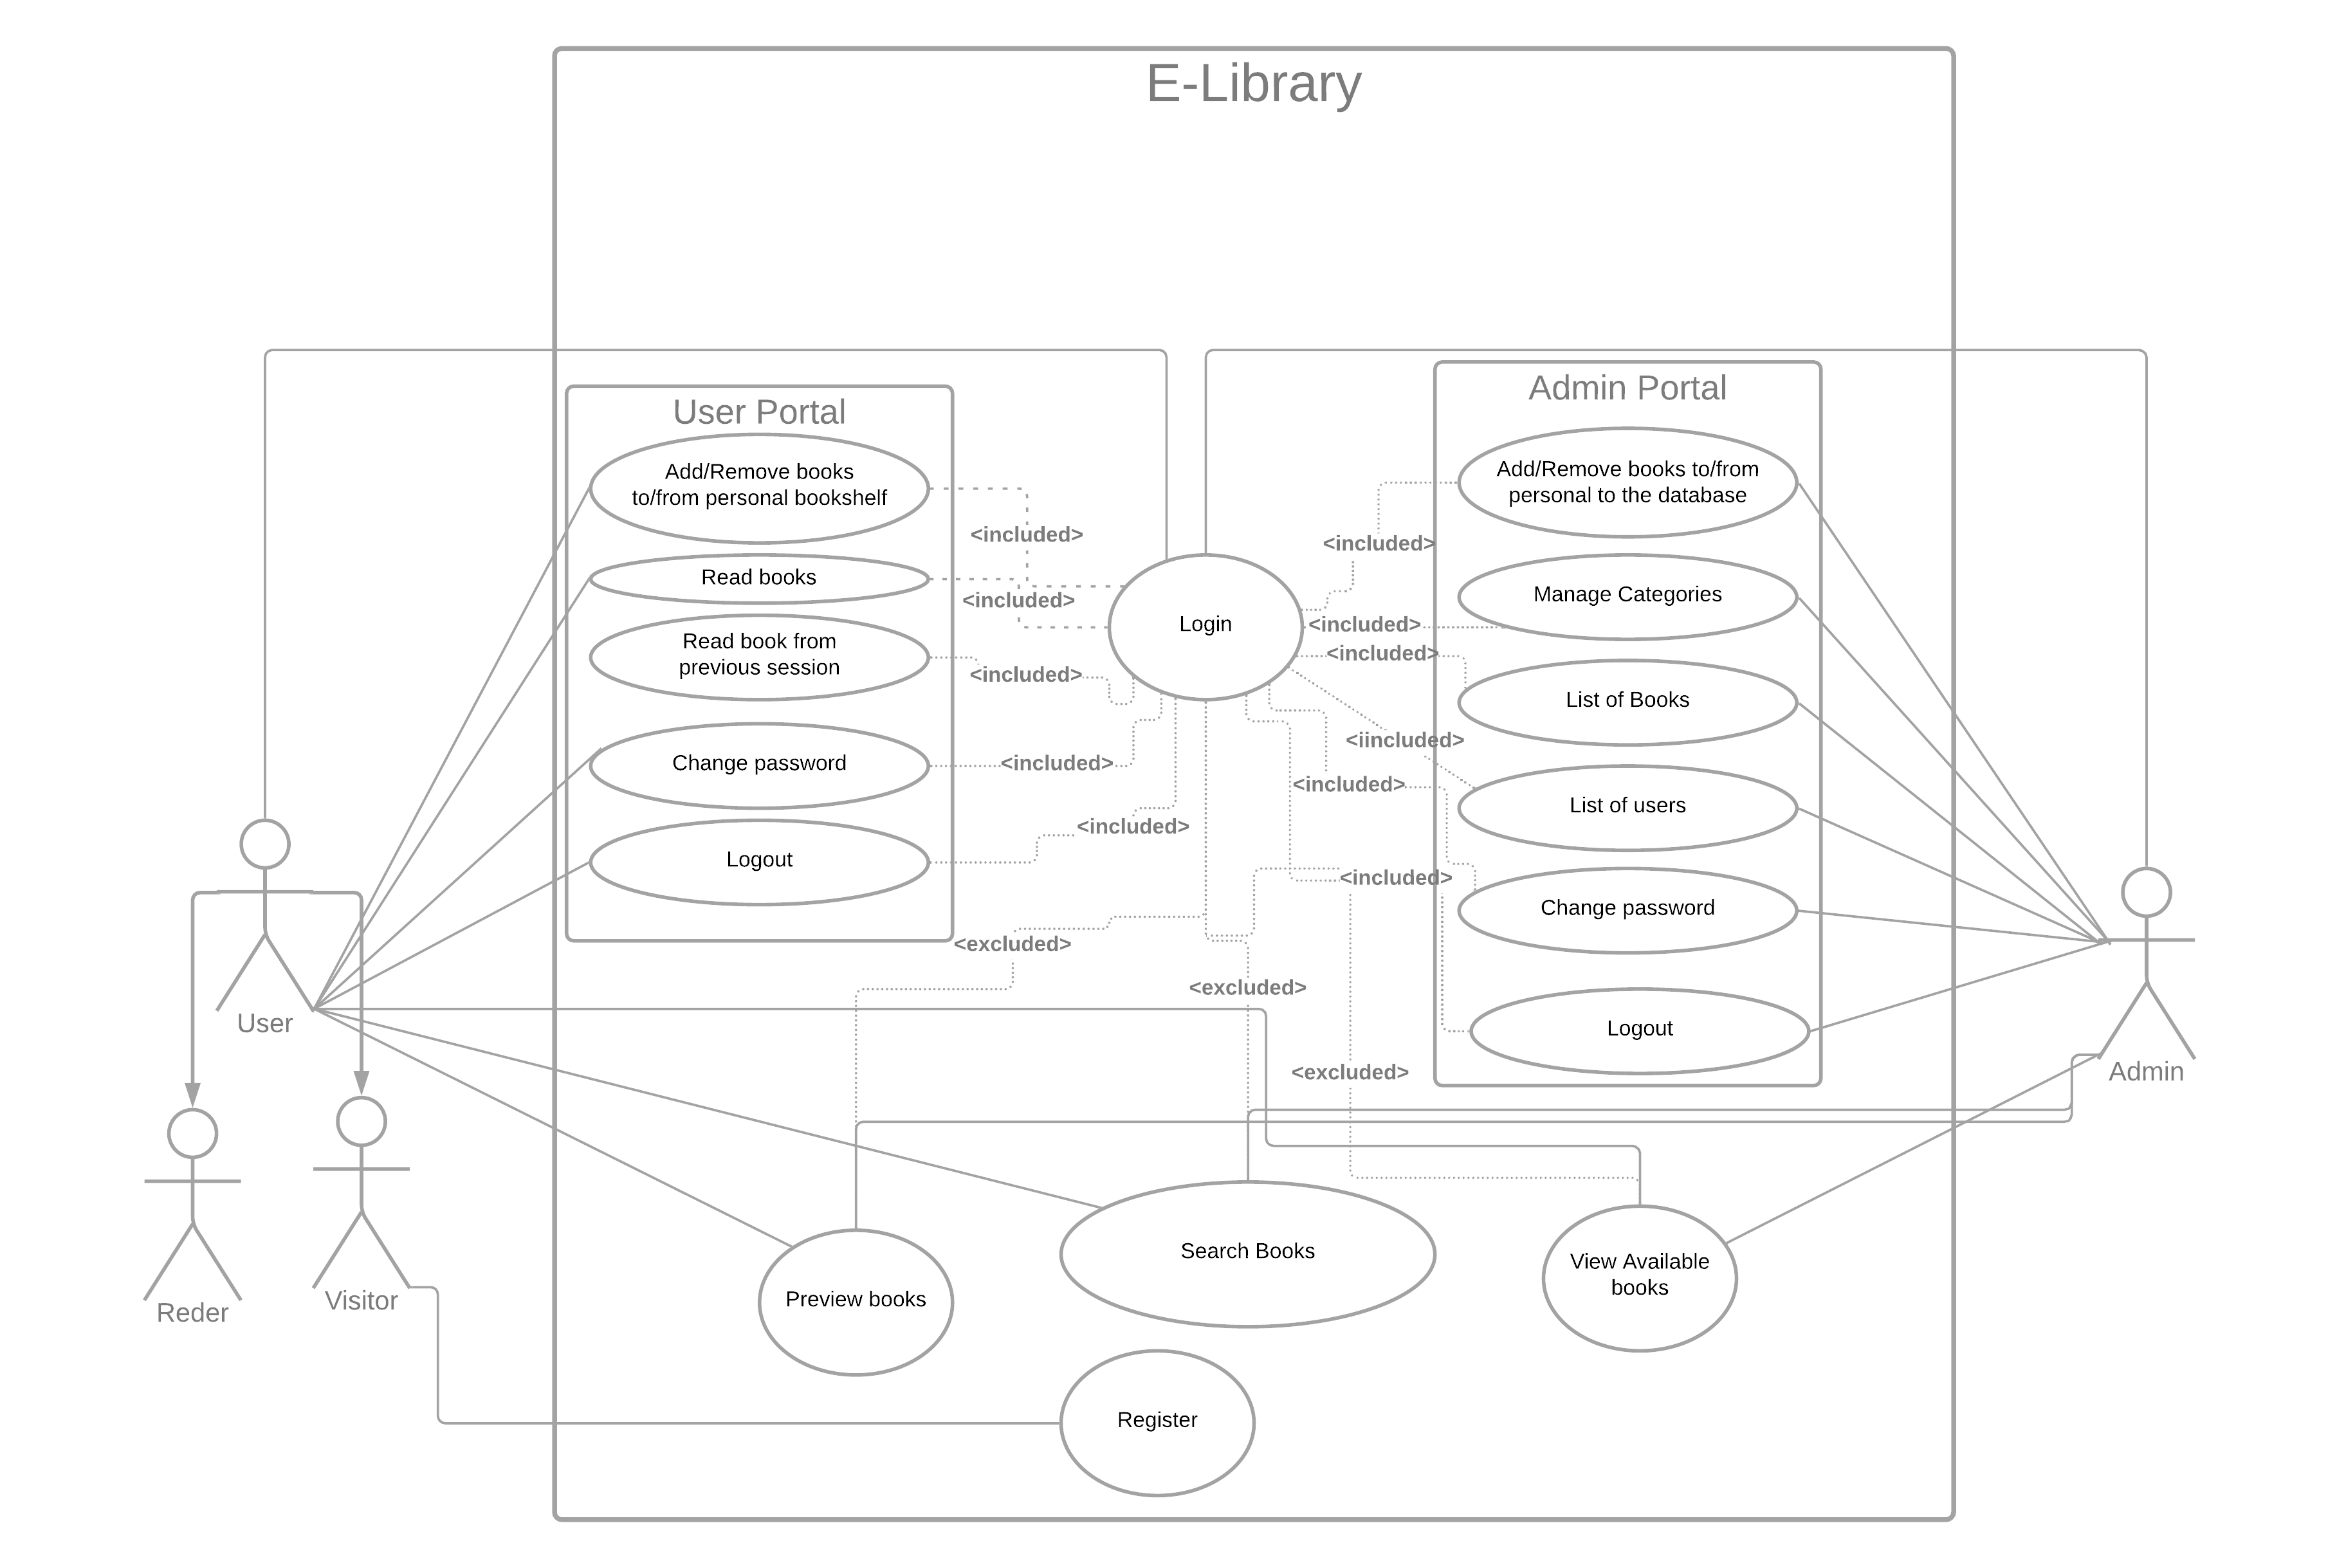 E-Library
User Portal
Admin Portal
Add/Remove books
to/from personal bookshelf
Read books
Read book from
previous session
Change password
Logout
<included>
<included>
<included>
<included>
<included>
Login
<included>
<included>
<included>
<iincluded>
<included>
<included>
Add/Remove books to/from
personal to the database
Manage Categories
List of Books
List of users
Change password
Logout
<excluded>
<excluded>
<excluded>
User
Admin
Reder
Visitor
Preview books
Search Books
View Available
books
Register